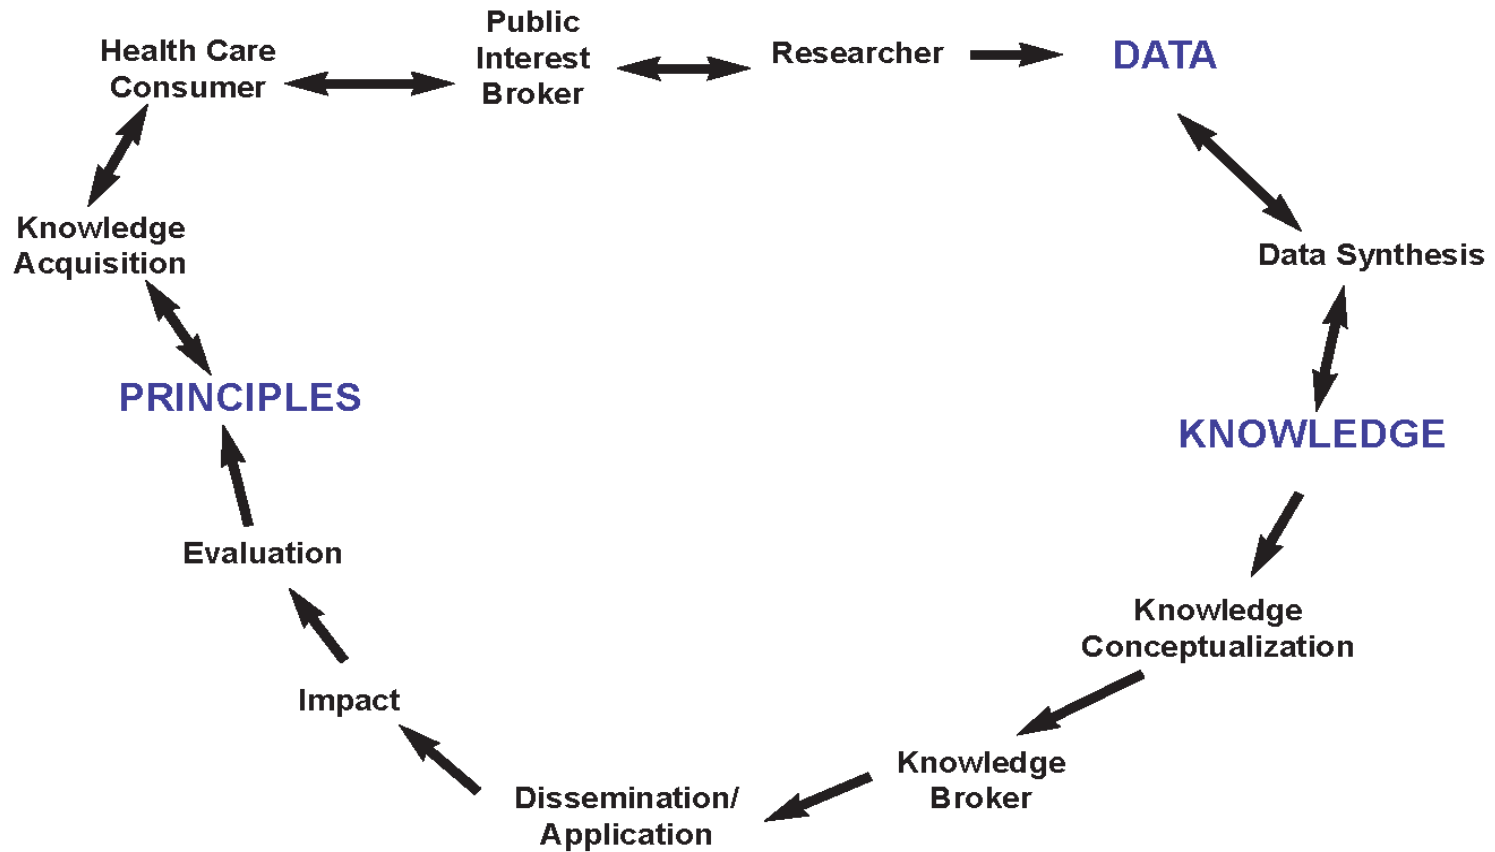 Health Care
Consumer
Public
Interest
Broker
Researcher
DATA
Data Synthesis
KNOWLEDGE
Knowledge
Conceptualization
Knowledge
Broker
Dissemination/
Application
Impact
Evaluation
PRINCIPLES
Knowledge
Acquisition